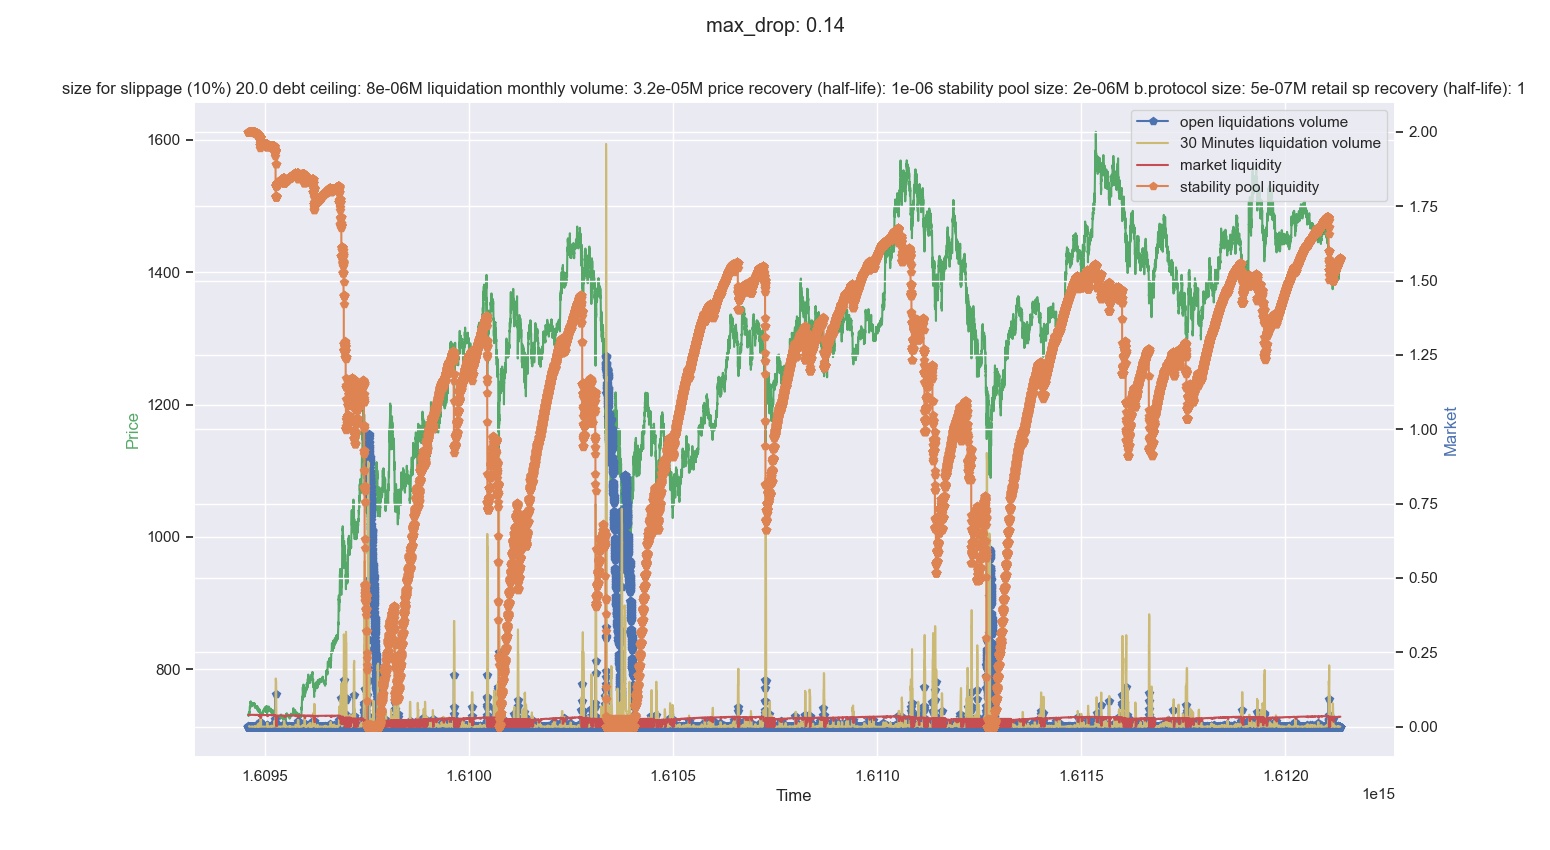 max_drop: 0.14
size for slippage (10%) 20.0 debt ceiling: 8e-06M liquidation monthly volume: 3.2e-05M price recovery (half-life): 1e-06 stability pool size: 2e-06M b.protocol size: 5e-07M retail sp recovery (half-life): 1
open liquidations volume
30 Minutes liquidation volume
market liquidity
stability pool liquidity
1600
1400
1200
1000
800
Price
2.00
1.75
1.50
1.25
1.00
0.75
0.50
0.25
0.00
Market
1.6095
1.6100
1.6105
1.6110
1.6115
1.6120
1e15
Time